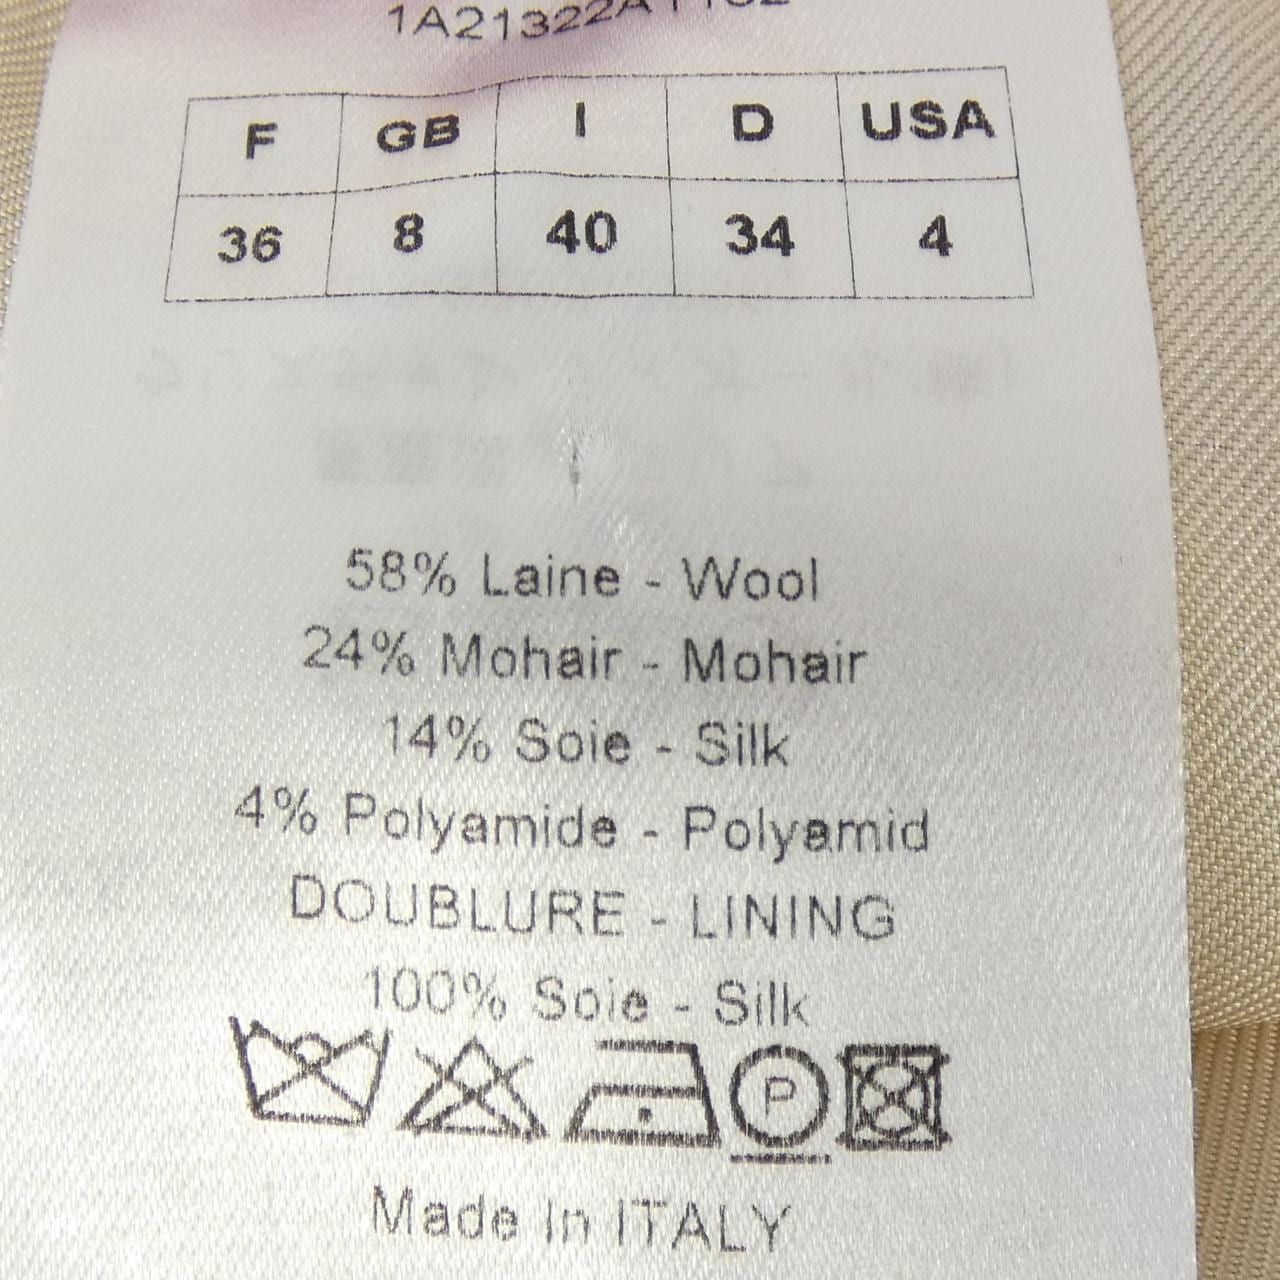 F GB I D USA
36 8 40 34 4
58% Laine - Wool
24% Mohair - Mohair
14% Soie - Silk
4% Polyamide - Polyamid
DOUBLURE - LINING
100% Soie - Silk
P
Made in ITALY